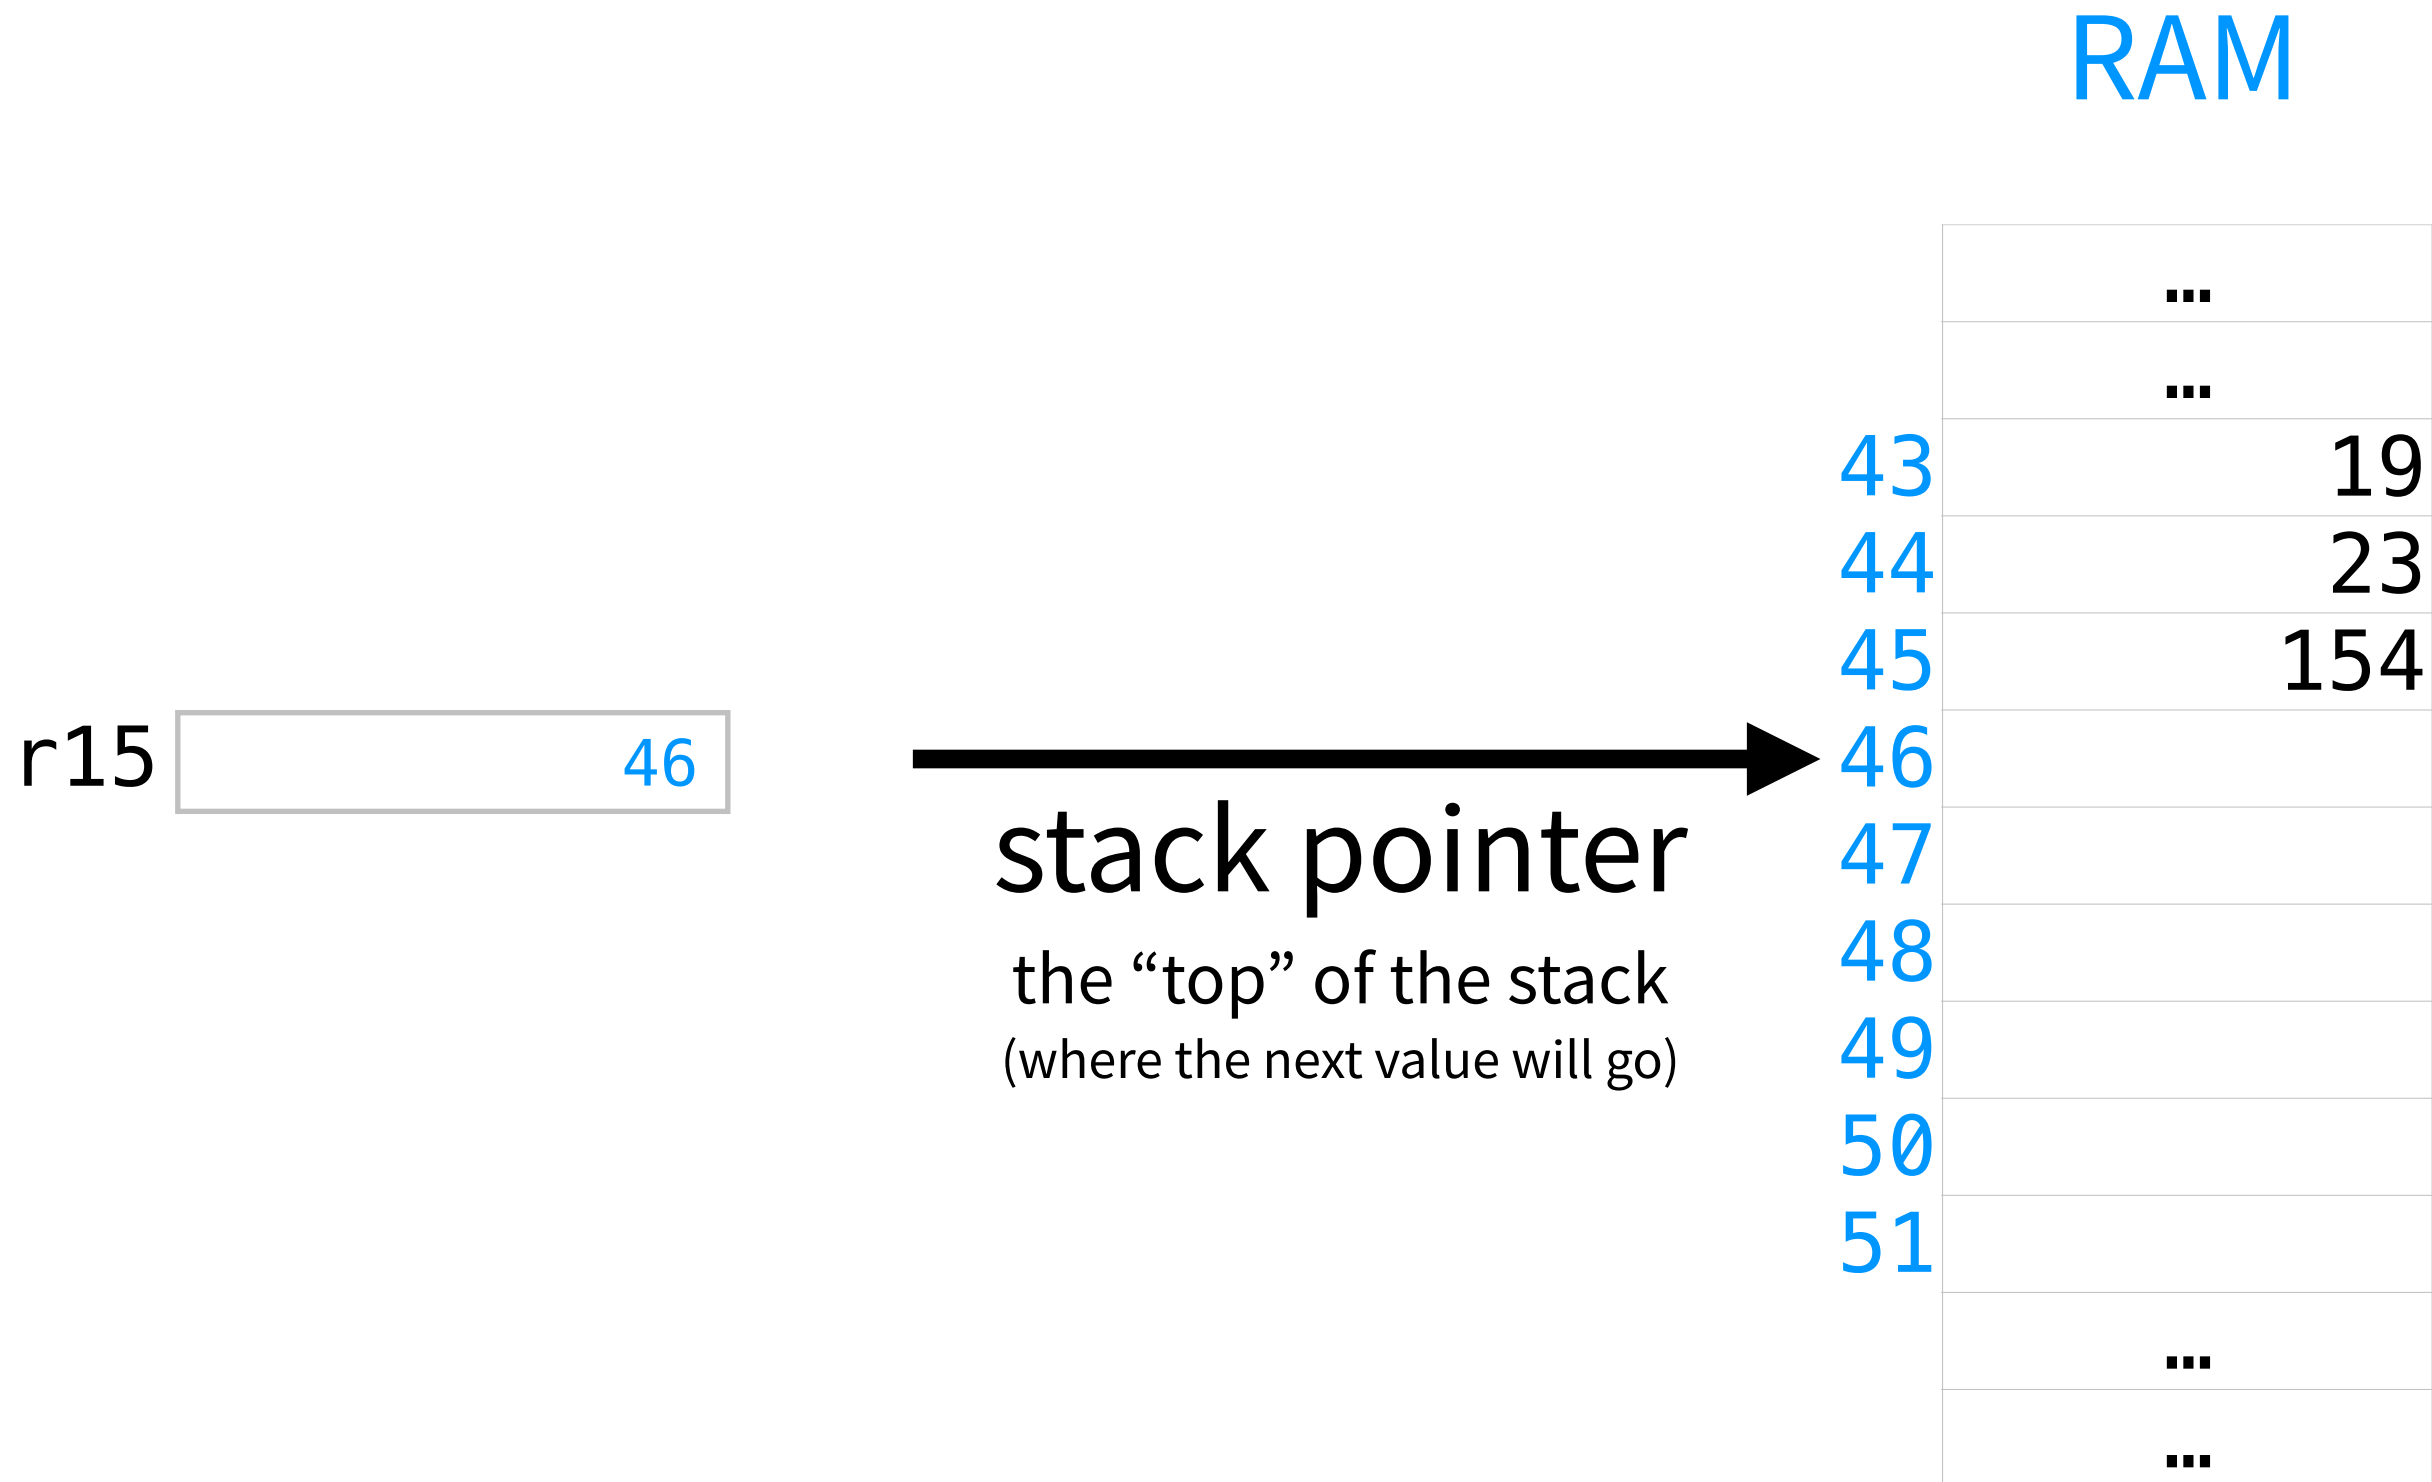 RAM
…
…
43 19
44 23
45 154
r15 46
46
stack pointer
47
the “top” of the stack
48
(where the next value will go)
49
50
51
…
…